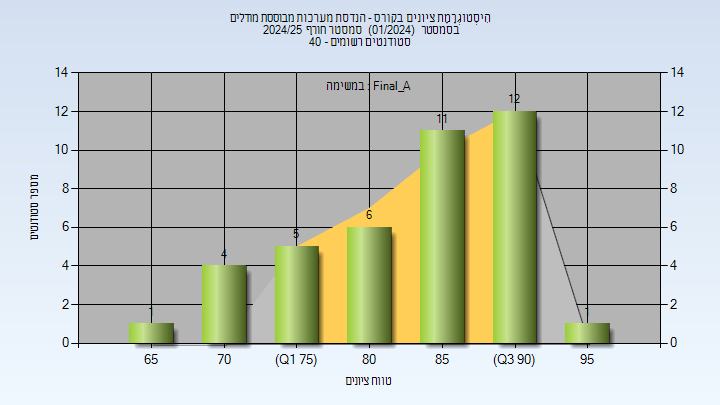 היסטוגרמת ציונים בקורס - הנדסת מערכות מבוססת מודלים
בסמסטר (01/2024) סמסטר חורף 2024/25
סטודנטים רשומים - 40
במשימה : Final_A
מספר סטודנטים
14 14
12 12
10 10
8 8
6 6
4 4
2 2
0 0
1 4 5 6 11 12 1
65 70 (Q1 75) 80 85 (Q3 90) 95
טווח ציונים